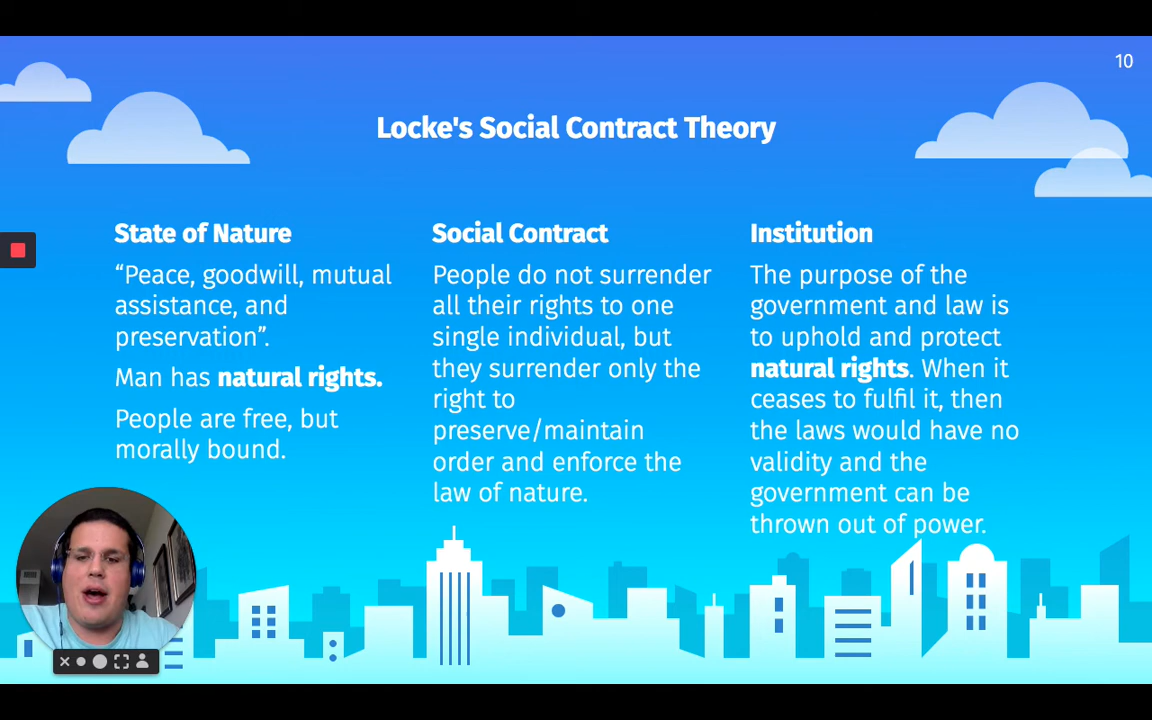 10
Locke's Social Contract Theory
State of Nature
“Peace, goodwill, mutual
assistance, and
preservation”.
Man has natural rights.
People are free, but
morally bound.
Social Contract
People do not surrender
all their rights to one
single individual, but
they surrender only the
right to
preserve/maintain
order and enforce the
law of nature.
Institution
The purpose of the
government and law is
to uphold and protect
natural rights. When it
ceases to fulfil it, then
the laws would have no
validity and the
government can be
thrown out of power.